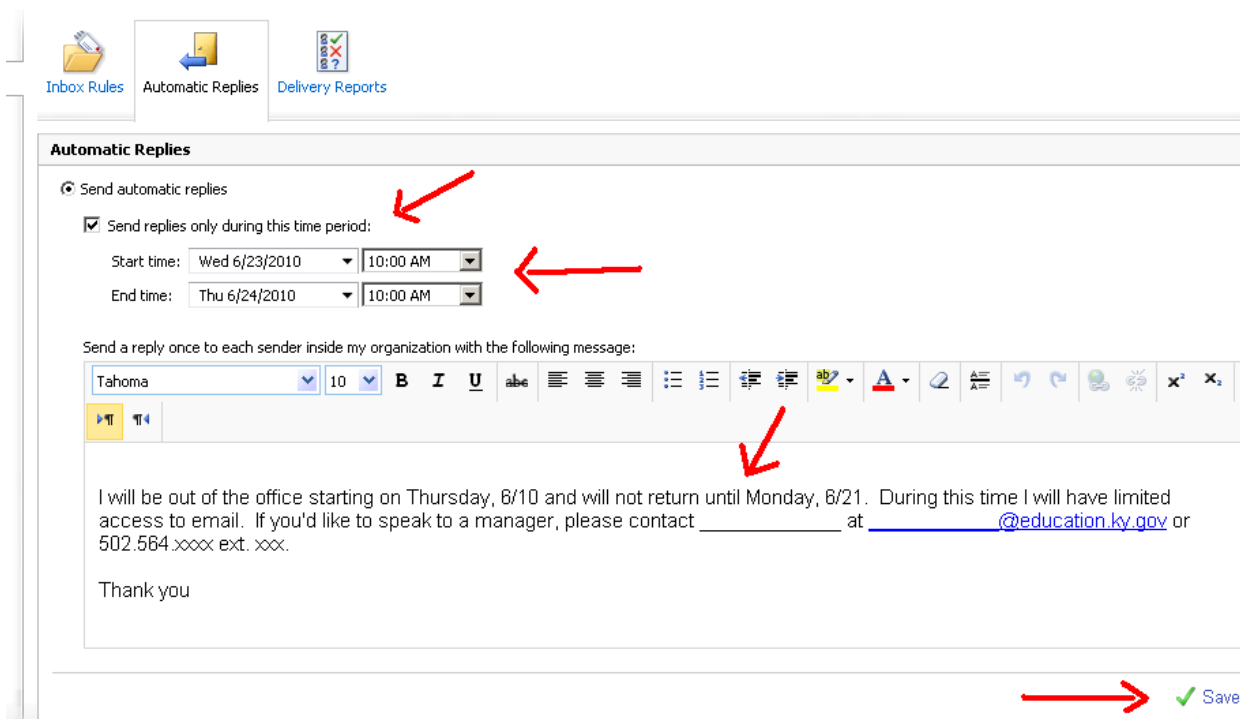 Inbox Rules
Automatic Replies
Delivery Reports
Automatic Replies
Send automatic replies
Send replies only during this time period:
Start time: Wed 6/23/2010 10:00 AM
End time: Thu 6/24/2010 10:00 AM
Send a reply once to each sender inside my organization with the following message:
Tahoma 10 B I U abc ab A x² x₂
I will be out of the office starting on Thursday, 6/10 and will not return until Monday, 6/21.  During this time I will have limited
access to email.  If you'd like to speak to a manager, please contact _______________ at ______________@education.ky.gov or
502.564.xxxx ext. xxx.
Thank you
Save